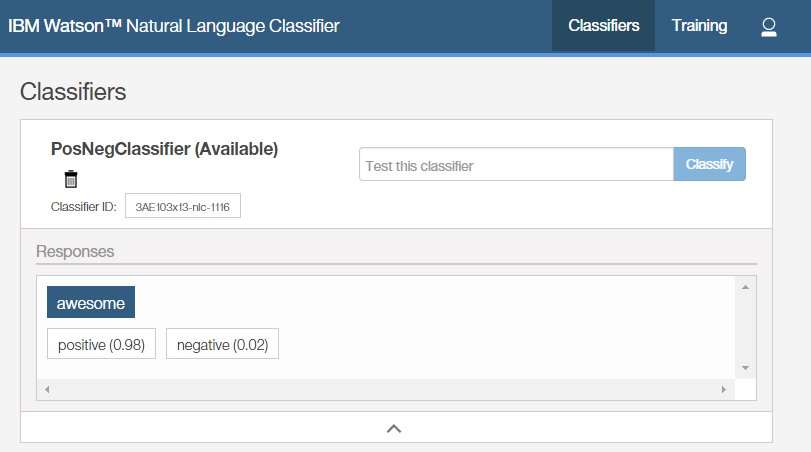 IBM Watson™ Natural Language Classifier
Classifiers
Training
Classifiers
PosNegClassifier (Available)
Test this classifier
Classify
Classifier ID:
3AE103x13-nlc-1116
Responses
awesome
positive (0.98)
negative (0.02)